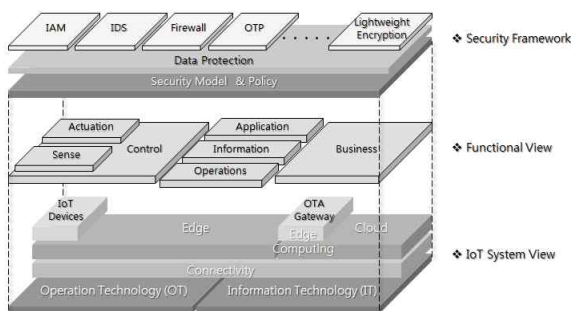 IAM
IDS
Firewall
OTP
. . . . .
Lightweight
Encryption
❖ Security Framework
Data Protection
Security Model & Policy
Actuation
Application
Control
Information
Business
Sense
Operations
❖ Functional View
IoT
Devices
OTA
Gateway
Edge
Edge
Cloud
Computing
❖ IoT System View
Connectivity
Operation Technology (OT)
Information Technology (IT)